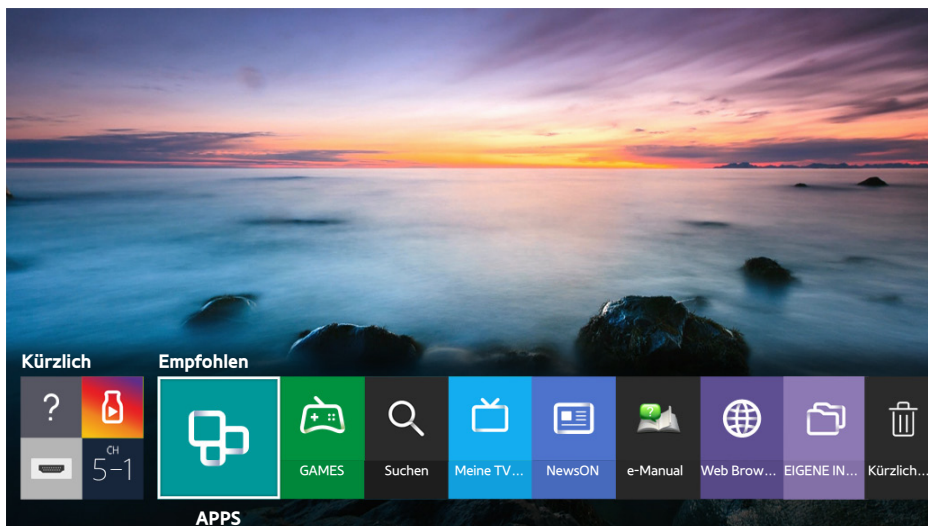 Kürzlich
Empfohlen
?
CH
5-1
GAMES
Suchen
Meine TV...
NewsON
e-Manual
Web Brow...
EIGENE IN...
Kürzlich...
APPS